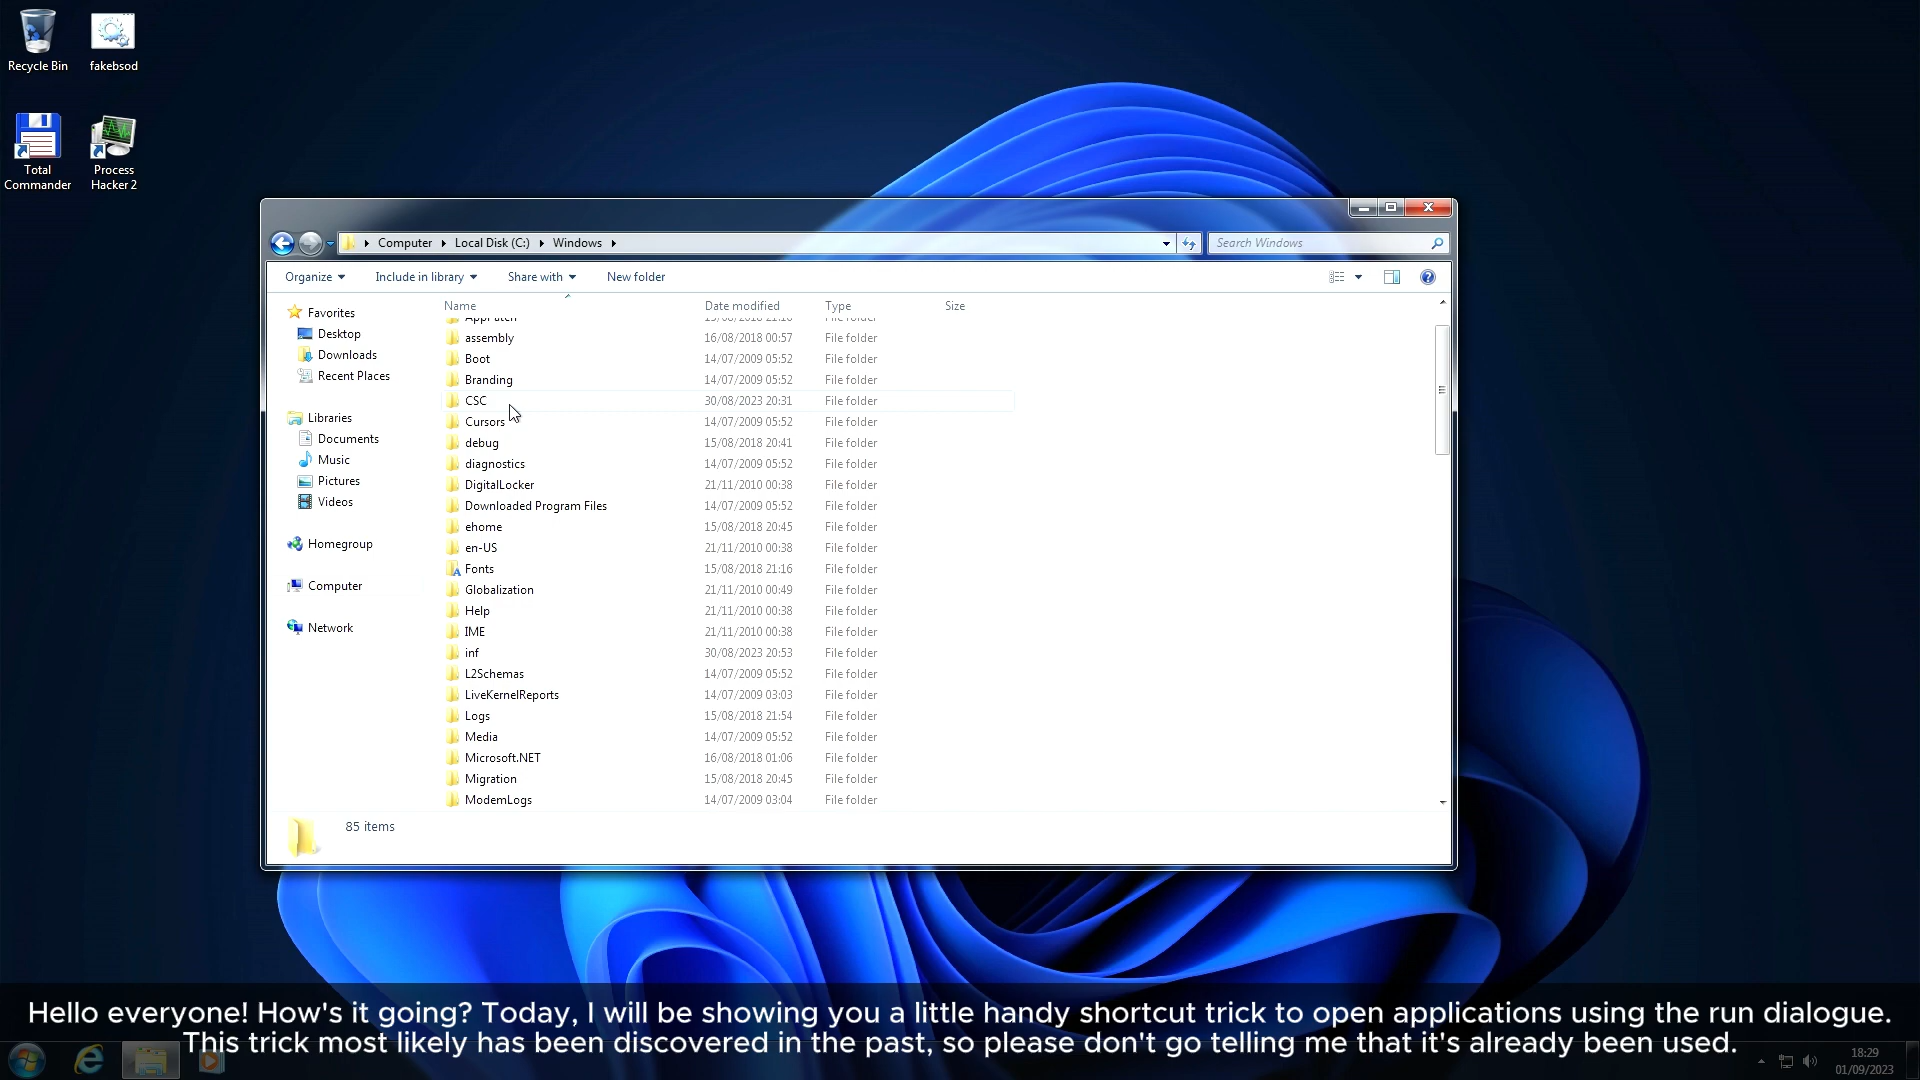 Recycle Bin
fakebsod
Total
Commander
Process
Hacker 2
Computer
Local Disk (C:)
Windows
Search Windows
Organize
Include in library
Share with
New folder
Name Date modified Type Size
Favorites
Desktop
Downloads
Recent Places
Libraries
Documents
Music
Pictures
Videos
Homegroup
Computer
Network
AppPatch 15/08/2018 21:16 File folder
assembly 16/08/2018 00:57 File folder
Boot 14/07/2009 05:52 File folder
Branding 14/07/2009 05:52 File folder
CSC 30/08/2023 20:31 File folder
Cursors 14/07/2009 05:52 File folder
debug 15/08/2018 20:41 File folder
diagnostics 14/07/2009 05:52 File folder
DigitalLocker 21/11/2010 00:38 File folder
Downloaded Program Files 14/07/2009 05:52 File folder
ehome 15/08/2018 20:45 File folder
en-US 21/11/2010 00:38 File folder
Fonts 15/08/2018 21:16 File folder
Globalization 21/11/2010 00:49 File folder
Help 21/11/2010 00:38 File folder
IME 21/11/2010 00:38 File folder
inf 30/08/2023 20:53 File folder
L2Schemas 14/07/2009 05:52 File folder
LiveKernelReports 14/07/2009 03:03 File folder
Logs 15/08/2018 21:54 File folder
Media 14/07/2009 05:52 File folder
Microsoft.NET 16/08/2018 01:06 File folder
Migration 15/08/2018 20:45 File folder
ModemLogs 14/07/2009 03:04 File folder
85 items
Hello everyone! How's it going? Today, I will be showing you a little handy shortcut trick to open applications using the run dialogue.
This trick most likely has been discovered in the past, so please don't go telling me that it's already been used.
18:29
01/09/2023